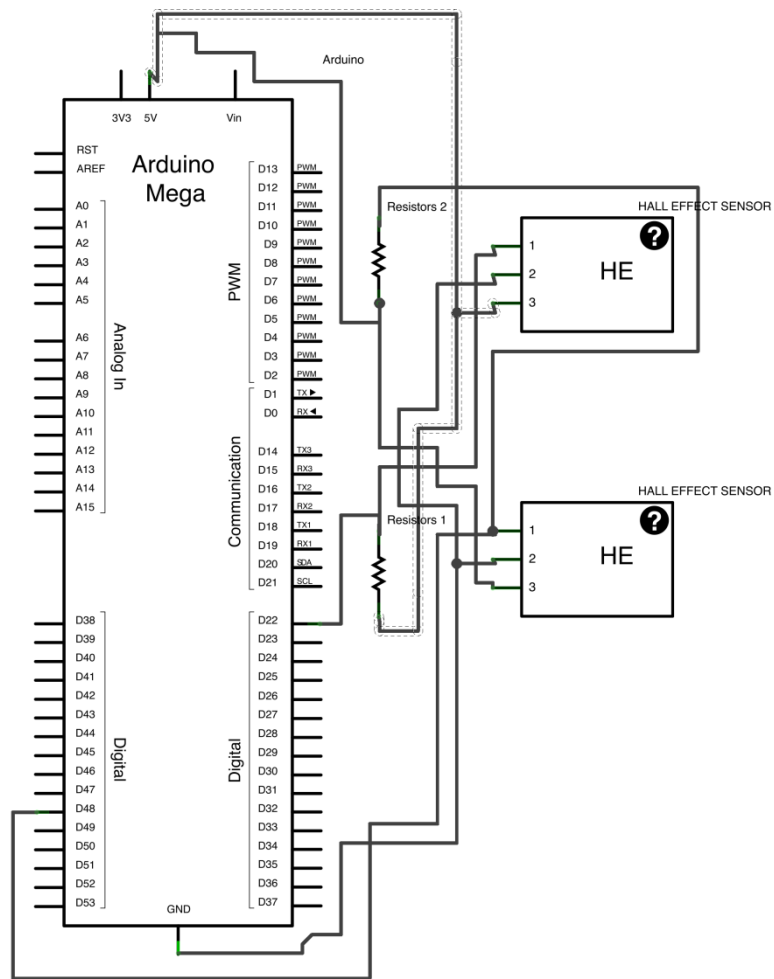 Arduino
3V3
5V
Vin
Arduino
Mega
RST
AREF
A0
A1
A2
A3
A4
A5
A6
A7
A8
A9
A10
A11
A12
A13
A14
A15
Analog In
D13 PWM
D12
D11 PWM
D10 PWM
D9 PWM
D8 PWM
D7 PWM
D6 PWM
D5 PWM
D4 PWM
D3 PWM
D2 PWM
PWM
D1 TX ▶
D0 RX ◀
D14 TX3
D15 RX3
D16 TX2
D17 RX2
D18 TX1
D19 RX1
D20 SDA
D21 SCL
Communication
D38
D39
D40
D41
D42
D43
D44
D45
D46
D47
D48
D49
D50
D51
D52
D53
Digital
D22
D23
D24
D25
D26
D27
D28
D29
D30
D31
D32
D33
D34
D35
D36
D37
Digital
GND
Resistors 2
Resistors 1
HALL EFFECT SENSOR
?
1
2
3
HE
HALL EFFECT SENSOR
?
1
2
3
HE